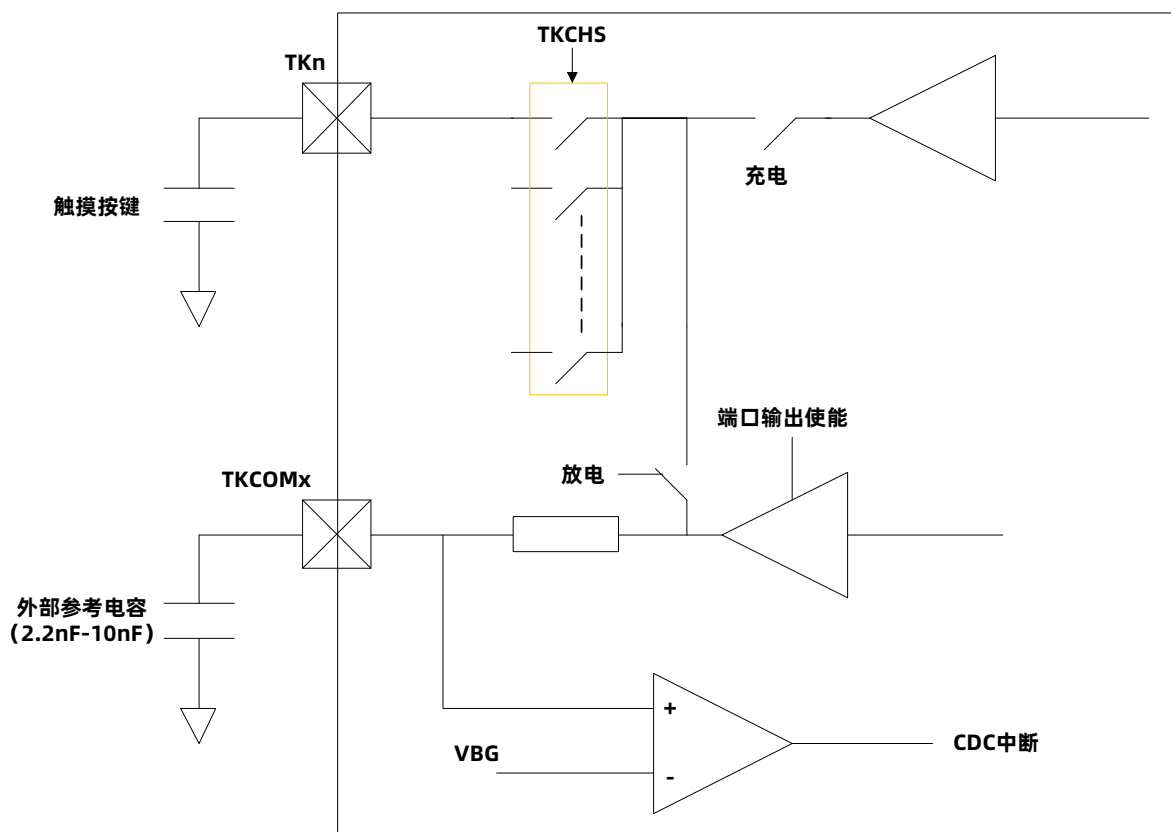 TKCHS
TKn
充电
触摸按键
端口输出使能
放电
TKCOMx
外部参考电容
（2.2nF-10nF）
+
VBG
-
CDC中断